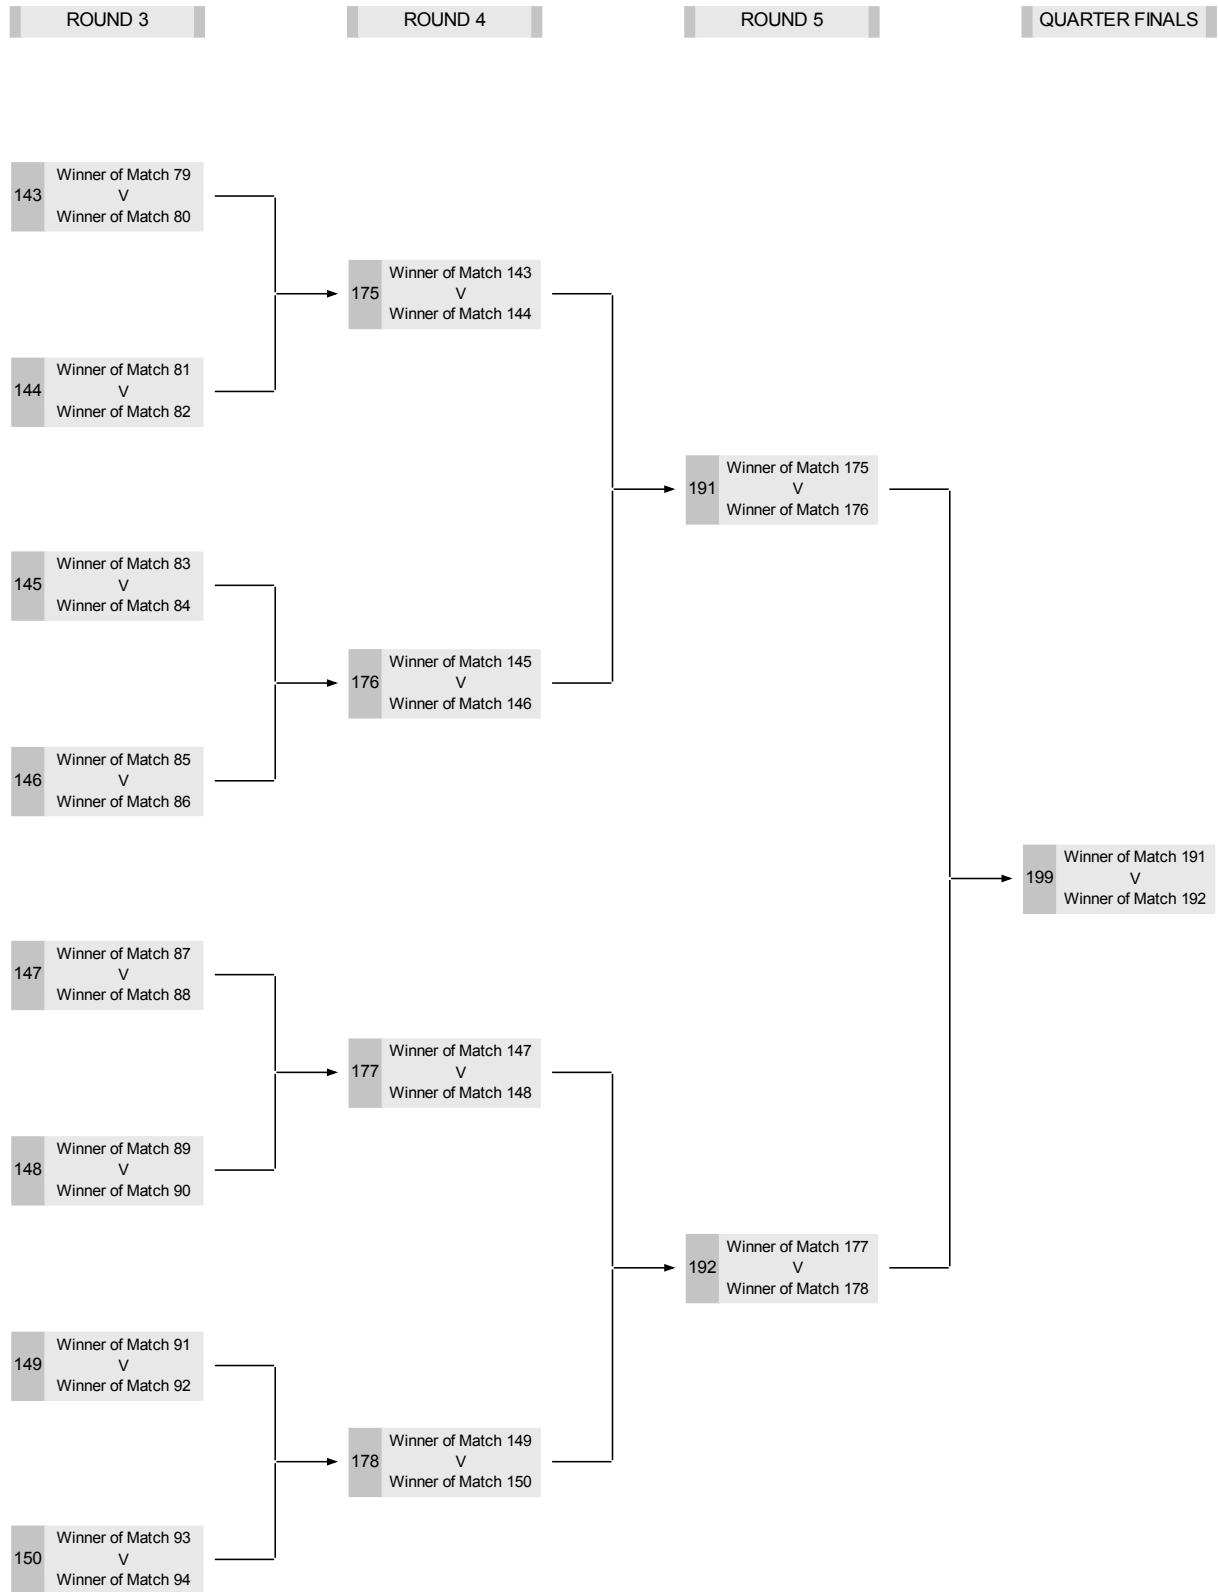 ROUND 3
ROUND 4
ROUND 5
QUARTER FINALS
143
Winner of Match 79
V
Winner of Match 80
144
Winner of Match 81
V
Winner of Match 82
145
Winner of Match 83
V
Winner of Match 84
146
Winner of Match 85
V
Winner of Match 86
147
Winner of Match 87
V
Winner of Match 88
148
Winner of Match 89
V
Winner of Match 90
149
Winner of Match 91
V
Winner of Match 92
150
Winner of Match 93
V
Winner of Match 94
175
Winner of Match 143
V
Winner of Match 144
176
Winner of Match 145
V
Winner of Match 146
177
Winner of Match 147
V
Winner of Match 148
178
Winner of Match 149
V
Winner of Match 150
191
Winner of Match 175
V
Winner of Match 176
192
Winner of Match 177
V
Winner of Match 178
199
Winner of Match 191
V
Winner of Match 192